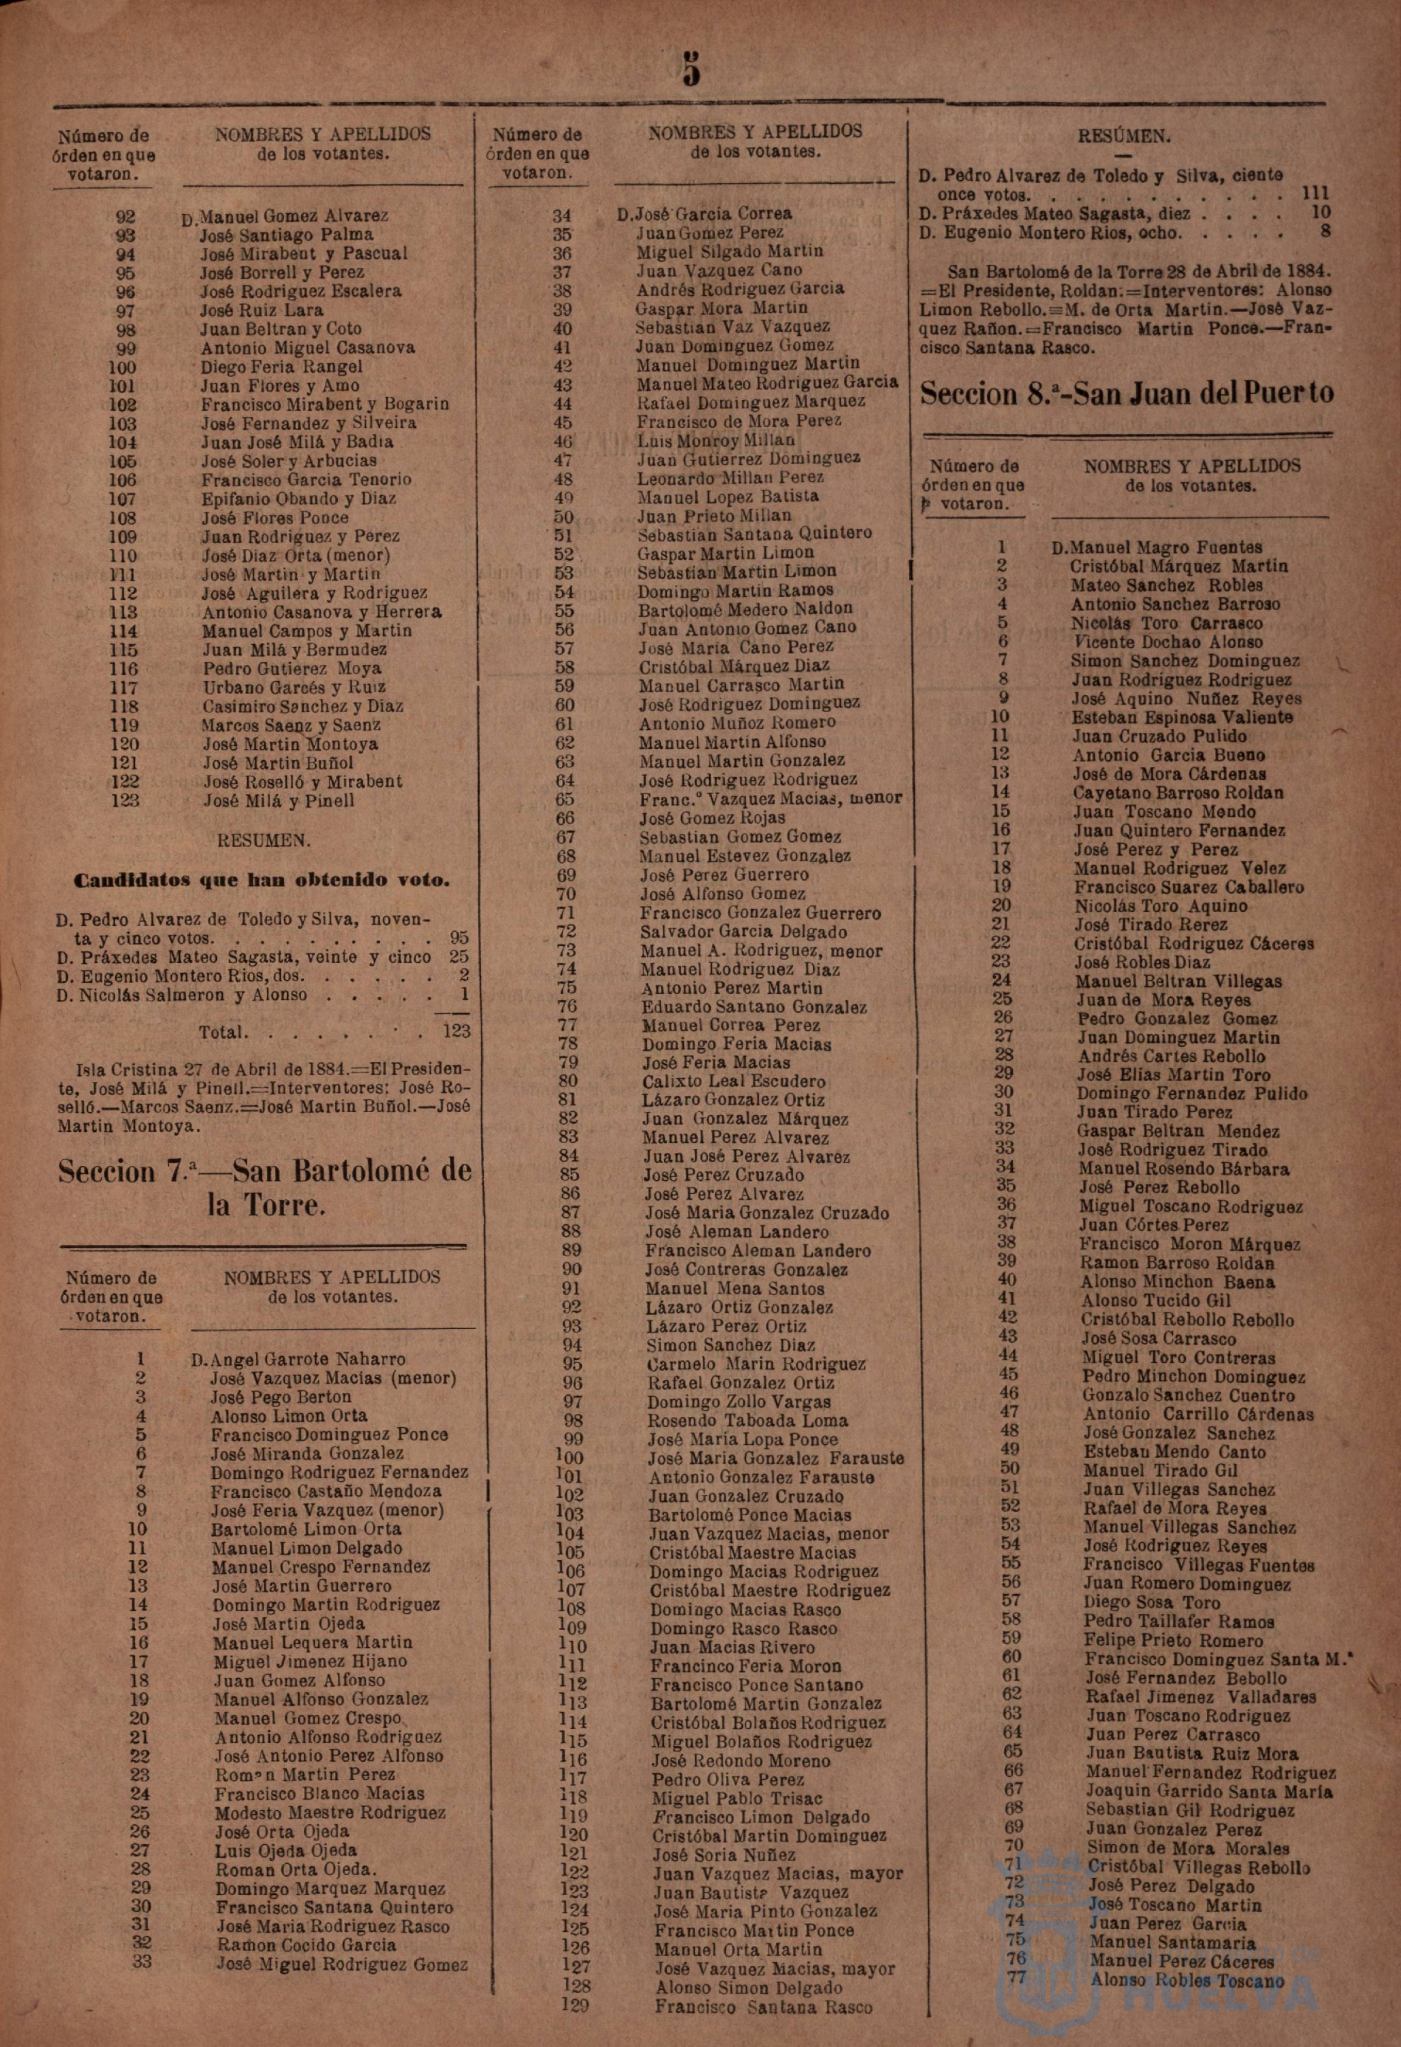 5
Número de
órden en que
votaron.
NOMBRES Y APELLIDOS
de los votantes.
92 D. Manuel Gomez Alvarez
93 José Santiago Palma
94 José Mirabent y Pascual
95 José Borrell y Perez
96 José Rodriguez Escalera
97 José Ruiz Lara
98 Juan Beltran y Coto
99 Antonio Miguel Casanova
100 Diego Feria Rangel
101 Juan Flores y Amo
102 Francisco Mirabent y Bogarin
103 José Fernandez y Silveira
104 Juan José Milá y Badia
105 José Soler y Arbucias
106 Francisco Garcia Tenorio
107 Epifanio Obando y Diaz
108 José Flores Ponce
109 Juan Rodriguez y Perez
110 José Diaz Orta (menor)
111 José Martin y Martin
112 José Aguilera y Rodriguez
113 Antonio Casanova y Herrera
114 Manuel Campos y Martin
115 Juan Milá y Bermudez
116 Pedro Gutierez Moya
117 Urbano Garcés y Ruiz
118 Casimiro Sanchez y Diaz
119 Marcos Saenz y Saenz
120 José Martin Montoya
121 José Martin Buñol
122 José Roselló y Mirabent
123 José Milá y Pinell
RESUMEN.
Candidatos que han obtenido voto.
D. Pedro Alvarez de Toledo y Silva, noven-
ta y cinco votos. . . . . . . . . . 95
D. Práxedes Mateo Sagasta, veinte y cinco 25
D. Eugenio Montero Rios, dos. . . . . . 2
D. Nicolás Salmeron y Alonso . . . . . 1
Total. . . . . . . . 123
Isla Cristina 27 de Abril de 1884.=El Presiden-
te, José Milá y Pinell.=Interventores: José Ro-
selló.—Marcos Saenz.=José Martin Buñol.—José
Martin Montoya.
Seccion 7.ª—San Bartolomé de
la Torre.
Número de
órden en que
votaron.
NOMBRES Y APELLIDOS
de los votantes.
1 D. Angel Garrote Naharro
2 José Vazquez Macias (menor)
3 José Pego Berton
4 Alonso Limon Orta
5 Francisco Dominguez Ponce
6 José Miranda Gonzalez
7 Domingo Rodriguez Fernandez
8 Francisco Castaño Mendoza
9 José Feria Vazquez (menor)
10 Bartolomé Limon Orta
11 Manuel Limon Delgado
12 Manuel Crespo Fernandez
13 José Martin Guerrero
14 Domingo Martin Rodriguez
15 José Martin Ojeda
16 Manuel Lequera Martin
17 Miguel Jimenez Hijano
18 Juan Gomez Alfonso
19 Manuel Alfonso Gonzalez
20 Manuel Gomez Crespo
21 Antonio Alfonso Rodriguez
22 José Antonio Perez Alfonso
23 Roman Martin Perez
24 Francisco Blanco Macias
25 Modesto Maestre Rodriguez
26 José Orta Ojeda
27 Luis Ojeda Ojeda
28 Roman Orta Ojeda.
29 Domingo Marquez Marquez
30 Francisco Santana Quintero
31 José Maria Rodriguez Rasco
32 Ramon Cocido Garcia
33 José Miguel Rodriguez Gomez
Número de
órden en que
votaron.
NOMBRES Y APELLIDOS
de los votantes.
34 D. José Garcia Correa
35 Juan Gomez Perez
36 Miguel Silgado Martin
37 Juan Vazquez Cano
38 Andrés Rodriguez Garcia
39 Gaspar Mora Martin
40 Sebastian Vaz Vazquez
41 Juan Dominguez Gomez
42 Manuel Dominguez Martin
43 Manuel Mateo Rodriguez Garcia
44 Rafael Dominguez Marquez
45 Francisco de Mora Perez
46 Luis Monroy Millan
47 Juan Gutierrez Dominguez
48 Leonardo Millan Perez
49 Manuel Lopez Batista
50 Juan Prieto Millan
51 Sebastian Santana Quintero
52 Gaspar Martin Limon
53 Sebastian Martin Limon
54 Domingo Martin Ramos
55 Bartolomé Medero Naldon
56 Juan Antonio Gomez Cano
57 José Maria Cano Perez
58 Cristóbal Márquez Diaz
59 Manuel Carrasco Martin
60 José Rodriguez Dominguez
61 Antonio Muñoz Romero
62 Manuel Martin Alfonso
63 Manuel Martin Gonzalez
64 José Rodriguez Rodriguez
65 Franc.º Vazquez Macias, menor
66 José Gomez Rojas
67 Sebastian Gomez Gomez
68 Manuel Estevez Gonzalez
69 José Perez Guerrero
70 José Alfonso Gomez
71 Francisco Gonzalez Guerrero
72 Salvador Garcia Delgado
73 Manuel A. Rodriguez, menor
74 Manuel Rodriguez Diaz
75 Antonio Perez Martin
76 Eduardo Santano Gonzalez
77 Manuel Correa Perez
78 Domingo Feria Macias
79 José Feria Macias
80 Calixto Leal Escudero
81 Lázaro Gonzalez Ortiz
82 Juan Gonzalez Márquez
83 Manuel Perez Alvarez
84 Juan José Perez Alvarez
85 José Perez Cruzado
86 José Perez Alvarez
87 José Maria Gonzalez Cruzado
88 José Aleman Landero
89 Francisco Aleman Landero
90 José Contreras Gonzalez
91 Manuel Mena Santos
92 Lázaro Ortiz Gonzalez
93 Lázaro Perez Ortiz
94 Simon Sanchez Diaz
95 Carmelo Marin Rodriguez
96 Rafael Gonzalez Ortiz
97 Domingo Zollo Vargas
98 Rosendo Taboada Loma
99 José Maria Lopa Ponce
100 José Maria Gonzalez Farauste
101 Antonio Gonzalez Farauste
102 Juan Gonzalez Cruzado
103 Bartolomé Ponce Macias
104 Juan Vazquez Macias, menor
105 Cristóbal Maestre Macias
106 Domingo Macias Rodriguez
107 Cristóbal Maestre Rodriguez
108 Domingo Macias Rasco
109 Domingo Rasco Rasco
110 Juan Macias Rivero
111 Francinco Feria Moron
112 Francisco Ponce Santano
113 Bartolomé Martin Gonzalez
114 Cristóbal Bolaños Rodriguez
115 Miguel Bolaños Rodriguez
116 José Redondo Moreno
117 Pedro Oliva Perez
118 Miguel Pablo Trisac
119 Francisco Limon Delgado
120 Cristóbal Martin Dominguez
121 José Soria Nuñez
122 Juan Vazquez Macias, mayor
123 Juan Bautista Vazquez
124 José Maria Pinto Gonzalez
125 Francisco Martin Ponce
126 Manuel Orta Martin
127 José Vazquez Macias, mayor
128 Alonso Simon Delgado
129 Francisco Santana Rasco
RESÚMEN.
D. Pedro Alvarez de Toledo y Silva, ciento
once votos. . . . . . . . . . . 111
D. Práxedes Mateo Sagasta, diez . . . . 10
D. Eugenio Montero Rios, ocho. . . . . 8
San Bartolomé de la Torre 28 de Abril de 1884.
=El Presidente, Roldan.=Interventores: Alonso
Limon Rebollo.=M. de Orta Martin.—José Vaz-
quez Rañon.=Francisco Martin Ponce.—Fran-
cisco Santana Rasco.
Seccion 8.ª-San Juan del Puerto
Número de
órden en que
votaron.
NOMBRES Y APELLIDOS
de los votantes.
1 D. Manuel Magro Fuentes
2 Cristóbal Márquez Martin
3 Mateo Sanchez Robles
4 Antonio Sanchez Barroso
5 Nicolás Toro Carrasco
6 Vicente Dochao Alonso
7 Simon Sanchez Dominguez
8 Juan Rodriguez Rodriguez
9 José Aquino Nuñez Reyes
10 Esteban Espinosa Valiente
11 Juan Cruzado Pulido
12 Antonio Garcia Bueno
13 José de Mora Cárdenas
14 Cayetano Barroso Roldan
15 Juan Toscano Mendo
16 Juan Quintero Fernandez
17 José Perez y Perez
18 Manuel Rodriguez Velez
19 Francisco Suarez Caballero
20 Nicolás Toro Aquino
21 José Tirado Rerez
22 Cristóbal Rodriguez Cáceres
23 José Robles Diaz
24 Manuel Beltran Villegas
25 Juan de Mora Reyes
26 Pedro Gonzalez Gomez
27 Juan Dominguez Martin
28 Andrés Cartes Rebollo
29 José Elias Martin Toro
30 Domingo Fernandez Pulido
31 Juan Tirado Perez
32 Gaspar Beltran Mendez
33 José Rodriguez Tirado
34 Manuel Rosendo Bárbara
35 José Perez Rebollo
36 Miguel Toscano Rodriguez
37 Juan Córtes Perez
38 Francisco Moron Márquez
39 Ramon Barroso Roldan
40 Alonso Minchon Baena
41 Alonso Tucido Gil
42 Cristóbal Rebollo Rebollo
43 José Sosa Carrasco
44 Miguel Toro Contreras
45 Pedro Minchon Dominguez
46 Gonzalo Sanchez Cuentro
47 Antonio Carrillo Cárdenas
48 José Gonzalez Sanchez
49 Esteban Mendo Canto
50 Manuel Tirado Gil
51 Juan Villegas Sanchez
52 Rafael de Mora Reyes
53 Manuel Villegas Sanchez
54 José Rodriguez Reyes
55 Francisco Villegas Fuentes
56 Juan Romero Dominguez
57 Diego Sosa Toro
58 Pedro Taillafer Ramos
59 Felipe Prieto Romero
60 Francisco Dominguez Santa M.ª
61 José Fernandez Bebollo
62 Rafael Jimenez Valladares
63 Juan Toscano Rodriguez
64 Juan Perez Carrasco
65 Juan Bautista Ruiz Mora
66 Manuel Fernandez Rodriguez
67 Joaquin Garrido Santa María
68 Sebastian Gil Rodriguez
69 Juan Gonzalez Perez
70 Simon de Mora Morales
71 Cristóbal Villegas Rebollo
72 José Perez Delgado
73 José Toscano Martin
74 Juan Perez Garcia
75 Manuel Santamaria
76 Manuel Perez Cáceres
77 Alonso Robles Toscano
HUELVA